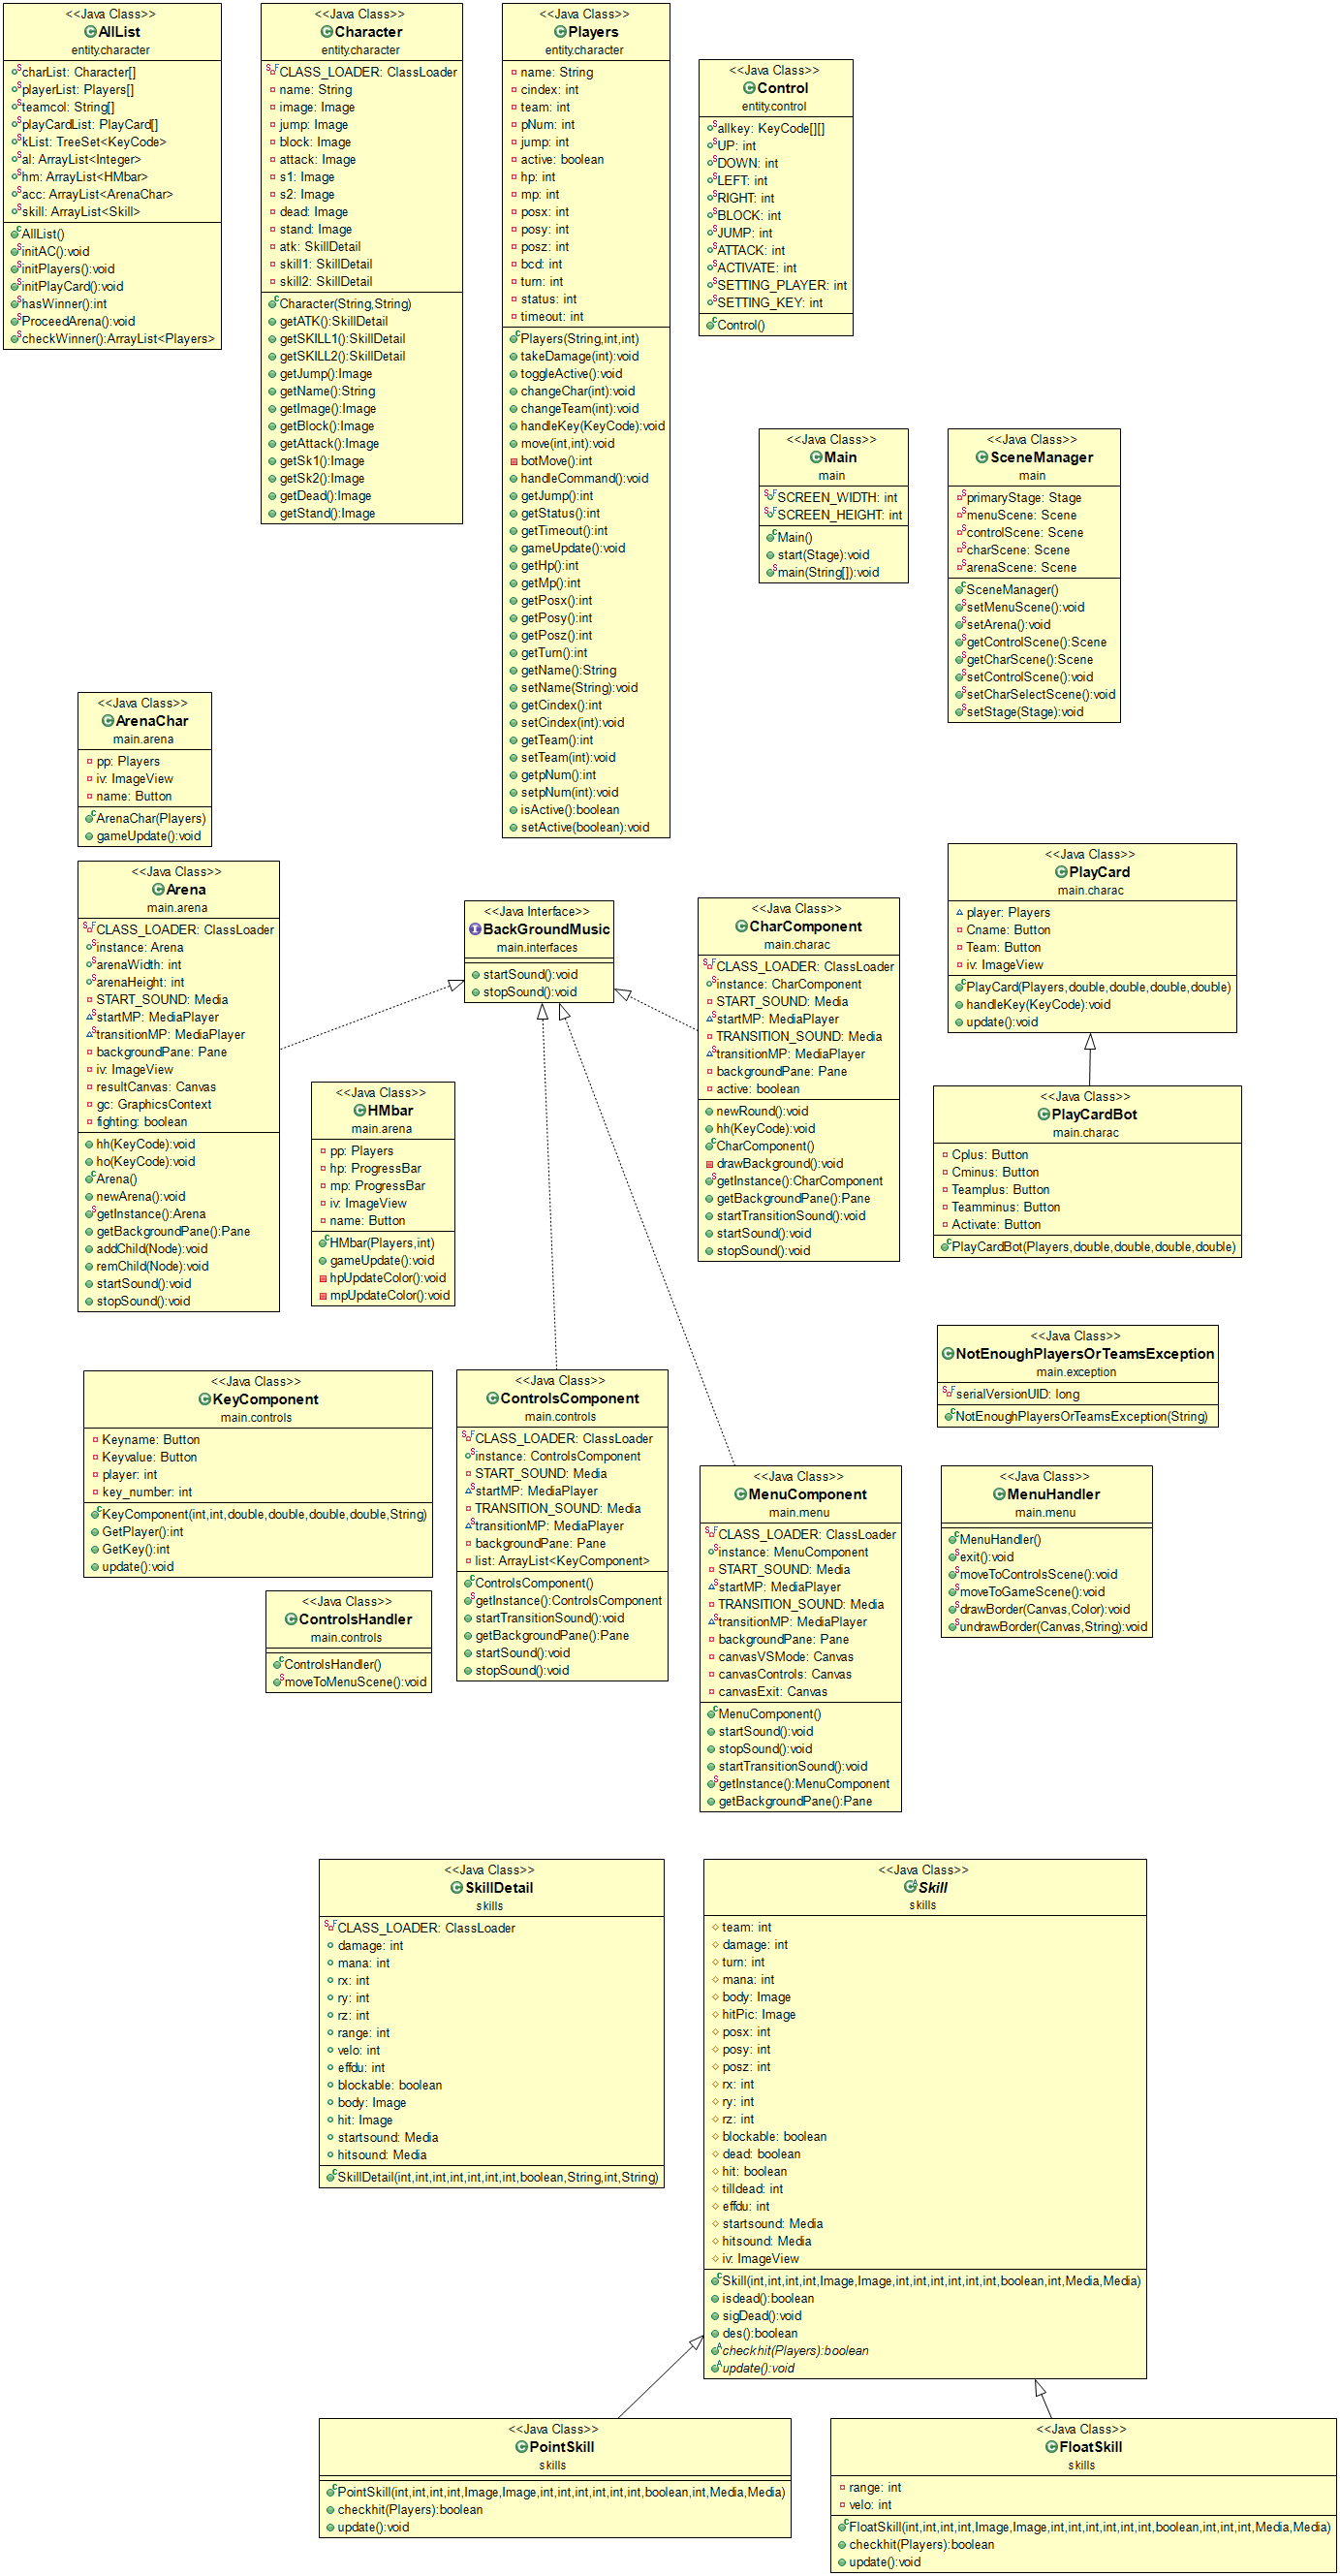 <<Java Class>>
AllList
entity.character
charList: Character[]
playerList: Players[]
teamcol: String[]
playCardList: PlayCard[]
kList: TreeSet<KeyCode>
al: ArrayList<Integer>
hm: ArrayList<HMbar>
acc: ArrayList<ArenaChar>
skill: ArrayList<Skill>
AllList()
initAC():void
initPlayers():void
initPlayCard():void
hasWinner():int
ProceedArena():void
checkWinner():ArrayList<Players>
<<Java Class>>
Character
entity.character
CLASS_LOADER: ClassLoader
name: String
image: Image
jump: Image
block: Image
attack: Image
s1: Image
s2: Image
dead: Image
stand: Image
atk: SkillDetail
skill1: SkillDetail
skill2: SkillDetail
Character(String,String)
getATK():SkillDetail
getSKILL1():SkillDetail
getSKILL2():SkillDetail
getJump():Image
getName():String
getImage():Image
getBlock():Image
getAttack():Image
getSk1():Image
getSk2():Image
getDead():Image
getStand():Image
<<Java Class>>
Players
entity.character
name: String
cindex: int
team: int
pNum: int
jump: int
active: boolean
hp: int
mp: int
posx: int
posy: int
posz: int
bcd: int
turn: int
status: int
timeout: int
Players(String,int,int)
takeDamage(int):void
toggleActive():void
changeChar(int):void
changeTeam(int):void
handleKey(KeyCode):void
move(int,int):void
botMove():int
handleCommand():void
getJump():int
getStatus():int
getTimeout():int
gameUpdate():void
getHp():int
getMp():int
getPosx():int
getPosy():int
getPosz():int
getTurn():int
getName():String
setName(String):void
getCindex():int
setCindex(int):void
getTeam():int
setTeam(int):void
getpNum():int
setpNum(int):void
isActive():boolean
setActive(boolean):void
<<Java Class>>
Control
entity.control
allkey: KeyCode[][]
UP: int
DOWN: int
LEFT: int
RIGHT: int
BLOCK: int
JUMP: int
ATTACK: int
ACTIVATE: int
SETTING_PLAYER: int
SETTING_KEY: int
Control()
<<Java Class>>
Main
main
SCREEN_WIDTH: int
SCREEN_HEIGHT: int
Main()
start(Stage):void
main(String[]):void
<<Java Class>>
SceneManager
main
primaryStage: Stage
menuScene: Scene
controlScene: Scene
charScene: Scene
arenaScene: Scene
SceneManager()
setMenuScene():void
setArena():void
getControlScene():Scene
getCharScene():Scene
setControlScene():void
setCharSelectScene():void
setStage(Stage):void
<<Java Class>>
ArenaChar
main.arena
pp: Players
iv: ImageView
name: Button
ArenaChar(Players)
gameUpdate():void
<<Java Class>>
Arena
main.arena
CLASS_LOADER: ClassLoader
instance: Arena
arenaWidth: int
arenaHeight: int
START_SOUND: Media
startMP: MediaPlayer
transitionMP: MediaPlayer
backgroundPane: Pane
iv: ImageView
resultCanvas: Canvas
gc: GraphicsContext
fighting: boolean
hh(KeyCode):void
ho(KeyCode):void
Arena()
newArena():void
getInstance():Arena
getBackgroundPane():Pane
addChild(Node):void
remChild(Node):void
startSound():void
stopSound():void
<<Java Interface>>
BackGroundMusic
main.interfaces
startSound():void
stopSound():void
<<Java Class>>
HMbar
main.arena
pp: Players
hp: ProgressBar
mp: ProgressBar
iv: ImageView
name: Button
HMbar(Players,int)
gameUpdate():void
hpUpdateColor():void
mpUpdateColor():void
<<Java Class>>
CharComponent
main.charac
CLASS_LOADER: ClassLoader
instance: CharComponent
START_SOUND: Media
startMP: MediaPlayer
TRANSITION_SOUND: Media
transitionMP: MediaPlayer
backgroundPane: Pane
active: boolean
newRound():void
hh(KeyCode):void
CharComponent()
drawBackground():void
getInstance():CharComponent
getBackgroundPane():Pane
startTransitionSound():void
startSound():void
stopSound():void
<<Java Class>>
PlayCard
main.charac
player: Players
Cname: Button
Team: Button
iv: ImageView
PlayCard(Players,double,double,double,double)
handleKey(KeyCode):void
update():void
<<Java Class>>
PlayCardBot
main.charac
Cplus: Button
Cminus: Button
Teamplus: Button
Teamminus: Button
Activate: Button
PlayCardBot(Players,double,double,double,double)
<<Java Class>>
NotEnoughPlayersOrTeamsException
main.exception
serialVersionUID: long
NotEnoughPlayersOrTeamsException(String)
<<Java Class>>
KeyComponent
main.controls
Keyname: Button
Keyvalue: Button
player: int
key_number: int
KeyComponent(int,int,double,double,double,double,String)
GetPlayer():int
GetKey():int
update():void
<<Java Class>>
ControlsComponent
main.controls
CLASS_LOADER: ClassLoader
instance: ControlsComponent
START_SOUND: Media
startMP: MediaPlayer
TRANSITION_SOUND: Media
transitionMP: MediaPlayer
backgroundPane: Pane
list: ArrayList<KeyComponent>
ControlsComponent()
getInstance():ControlsComponent
startTransitionSound():void
getBackgroundPane():Pane
startSound():void
stopSound():void
<<Java Class>>
ControlsHandler
main.controls
ControlsHandler()
moveToMenuScene():void
<<Java Class>>
MenuComponent
main.menu
CLASS_LOADER: ClassLoader
instance: MenuComponent
START_SOUND: Media
startMP: MediaPlayer
TRANSITION_SOUND: Media
transitionMP: MediaPlayer
backgroundPane: Pane
canvasVSMode: Canvas
canvasControls: Canvas
canvasExit: Canvas
MenuComponent()
startSound():void
stopSound():void
startTransitionSound():void
getInstance():MenuComponent
getBackgroundPane():Pane
<<Java Class>>
MenuHandler
main.menu
MenuHandler()
exit():void
moveToControlsScene():void
moveToGameScene():void
drawBorder(Canvas,Color):void
undrawBorder(Canvas,String):void
<<Java Class>>
SkillDetail
skills
CLASS_LOADER: ClassLoader
damage: int
mana: int
rx: int
ry: int
rz: int
range: int
velo: int
effdu: int
blockable: boolean
body: Image
hit: Image
startsound: Media
hitsound: Media
SkillDetail(int,int,int,int,int,int,int,boolean,String,int,String)
<<Java Class>>
Skill
skills
team: int
damage: int
turn: int
mana: int
body: Image
hitPic: Image
posx: int
posy: int
posz: int
rx: int
ry: int
rz: int
blockable: boolean
dead: boolean
hit: boolean
tilldead: int
effdu: int
startsound: Media
hitsound: Media
iv: ImageView
Skill(int,int,int,int,Image,Image,int,int,int,int,int,int,boolean,int,Media,Media)
isdead():boolean
sigDead():void
des():boolean
checkhit(Players):boolean
update():void
<<Java Class>>
PointSkill
skills
PointSkill(int,int,int,int,Image,Image,int,int,int,int,int,int,boolean,int,Media,Media)
checkhit(Players):boolean
update():void
<<Java Class>>
FloatSkill
skills
range: int
velo: int
FloatSkill(int,int,int,int,Image,Image,int,int,int,int,int,int,boolean,int,int,int,Media,Media)
checkhit(Players):boolean
update():void